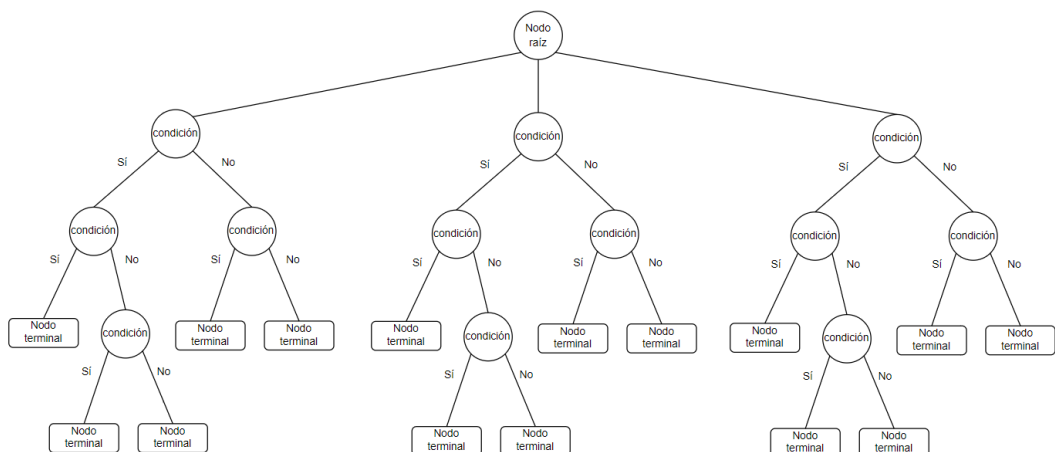 Nodo
raíz
condición
condición
condición
Sí
No
Sí
No
Sí
No
condición
condición
condición
condición
condición
condición
Sí
No
Sí
No
Sí
No
Sí
No
Sí
No
Sí
No
Nodo
terminal
condición
Nodo
terminal
Nodo
terminal
Nodo
terminal
condición
Nodo
terminal
Nodo
terminal
Nodo
terminal
condición
Nodo
terminal
Nodo
terminal
Sí
No
Sí
No
Sí
No
Nodo
terminal
Nodo
terminal
Nodo
terminal
Nodo
terminal
Nodo
terminal
Nodo
terminal